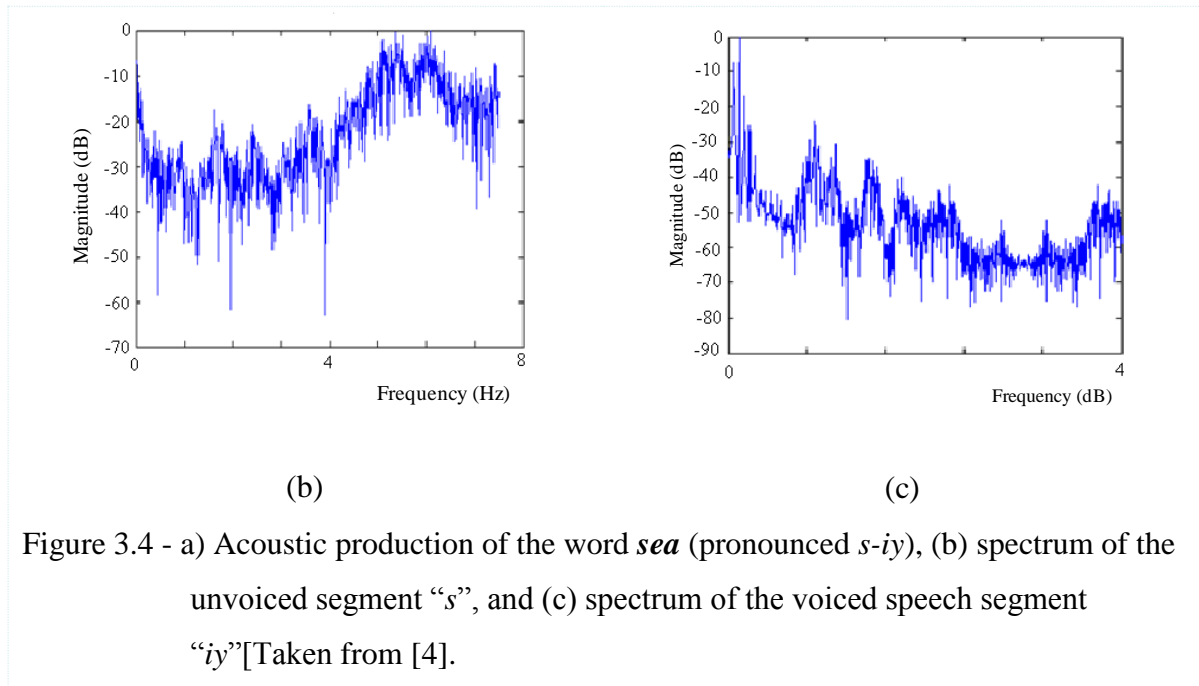 0
-10
-20
-30
-40
-50
-60
-70
Magnitude (dB)
0 4 8
Frequency (Hz)
0
-10
-20
-30
-40
-50
-60
-70
-80
-90
Magnitude (dB)
0 4
Frequency (dB)
(b) (c)
Figure 3.4 - a) Acoustic production of the word sea (pronounced s-iy), (b) spectrum of the
unvoiced segment “s”, and (c) spectrum of the voiced speech segment
“iy”[Taken from [4].